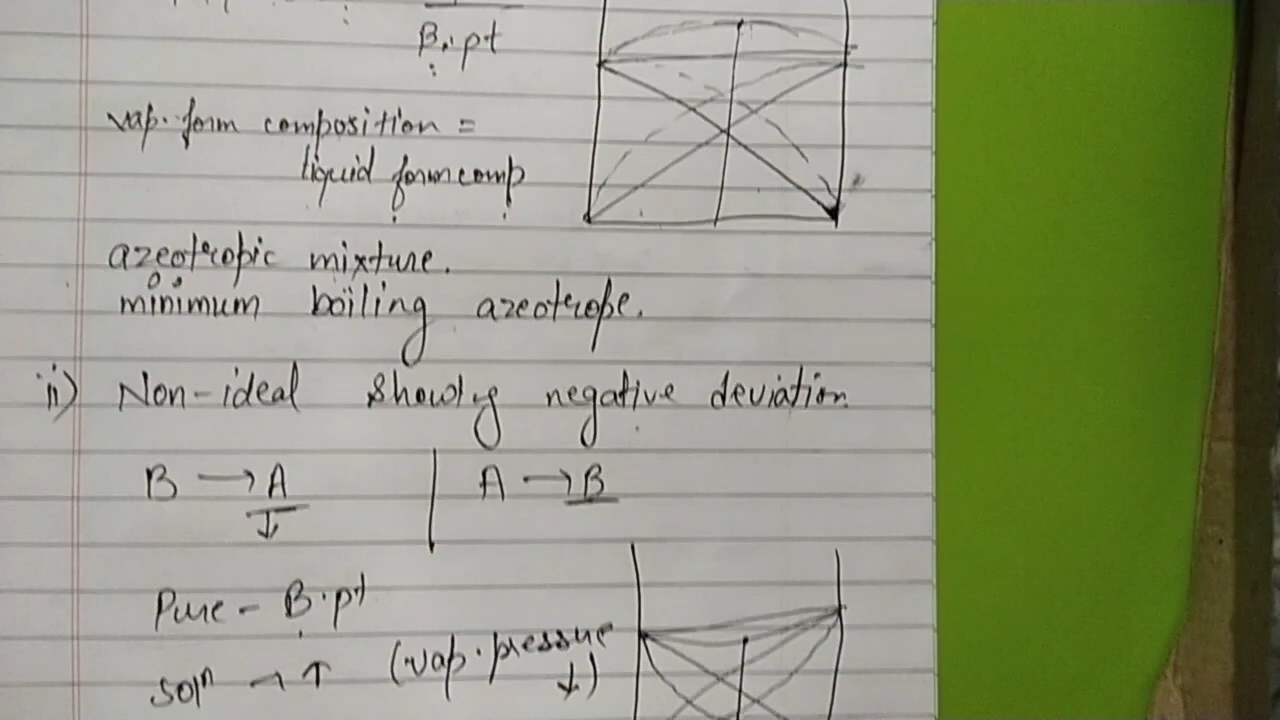 B.pt
vap. form composition =
liquid form comp
azeotropic mixture.
minimum boiling azeotrope.
ii) Non-ideal showing negative deviation
B → A | A → B
↓
Pure - B.pt
soln → ↑ (vap. pressure ↓)